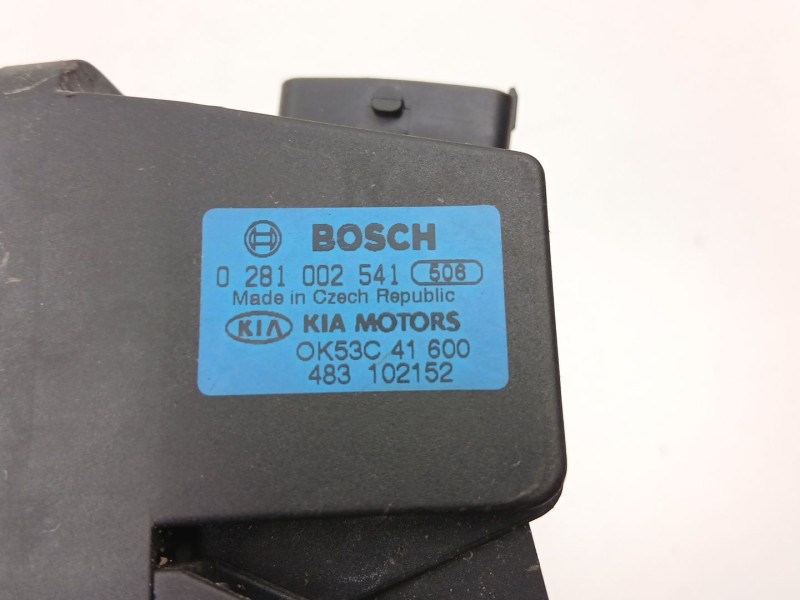 BOSCH
0 281 002 541 506
Made in Czech Republic
KIA KIA MOTORS
OK53C 41 600
483 102152